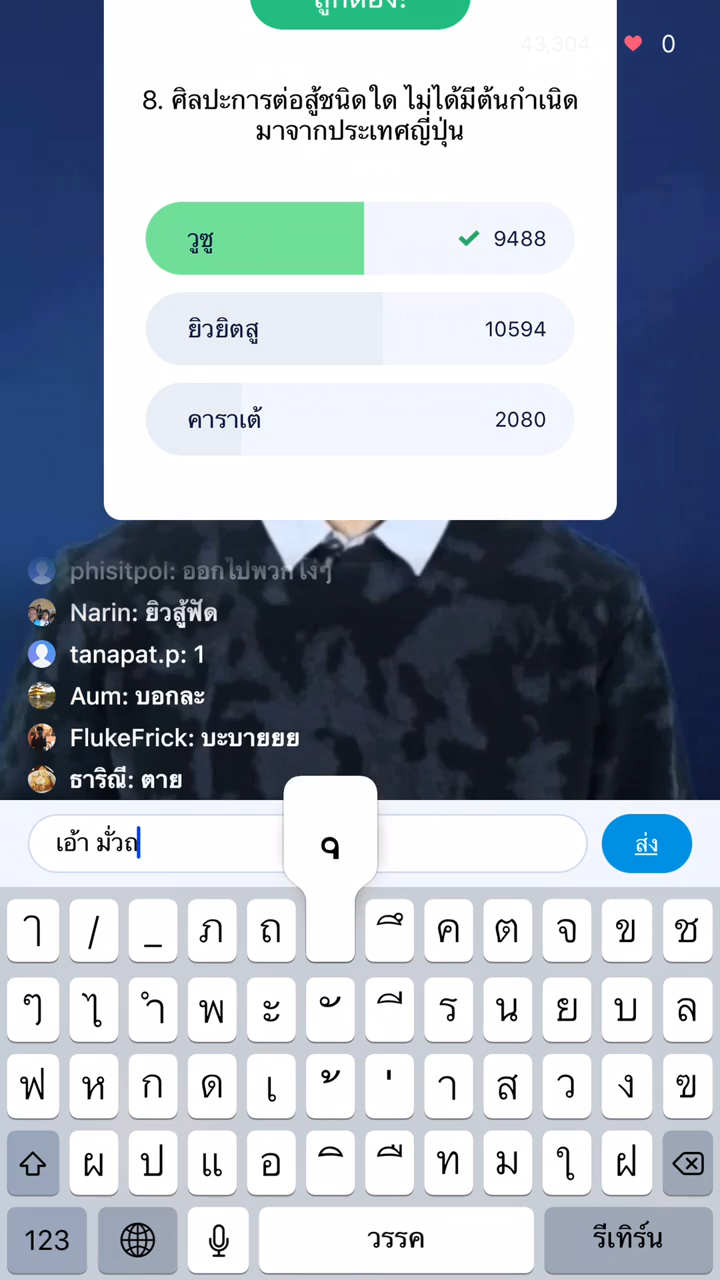 ถูกต้อง!
43,304 0
8. ศิลปะการต่อสู้ชนิดใด ไม่ได้มีต้นกำเนิด
มาจากประเทศญี่ปุ่น
วูซู 9488
ยิวยิตสู 10594
คาราเต้ 2080
phisitpol: ออกไปพวกโง่ๆ
Narin: ยิวสู้ฟัด
tanapat.p: 1
Aum: บอกละ
FlukeFrick: บะบายยย
ธาริณี: ตาย
เอ้า มั่วถ ุ ส่ง
ๅ / _ ภ ถ ึ ค ต จ ข ช
ๆ ไ ำ พ ะ ั ี ร น ย บ ล
ฟ ห ก ด เ ้ ่ า ส ว ง ฃ
ผ ป แ อ ิ ื ท ม ใ ฝ
123 วรรค รีเทิร์น